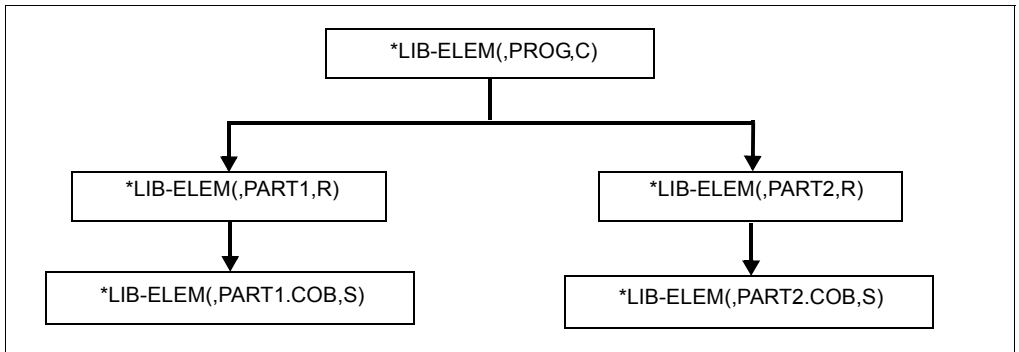 *LIB-ELEM(,PROG,C)
*LIB-ELEM(,PART1,R)
*LIB-ELEM(,PART2,R)
*LIB-ELEM(,PART1.COB,S)
*LIB-ELEM(,PART2.COB,S)